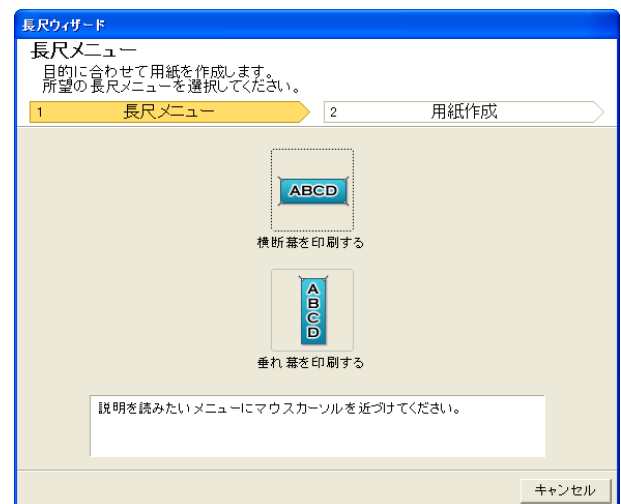 長尺ウィザード
長尺メニュー
目的に合わせて用紙を作成します。
所望の長尺メニューを選択してください。
1 長尺メニュー 2 用紙作成
ABCD
横断幕を印刷する
A
B
C
D
垂れ幕を印刷する
説明を読みたいメニューにマウスカーソルを近づけてください。
キャンセル